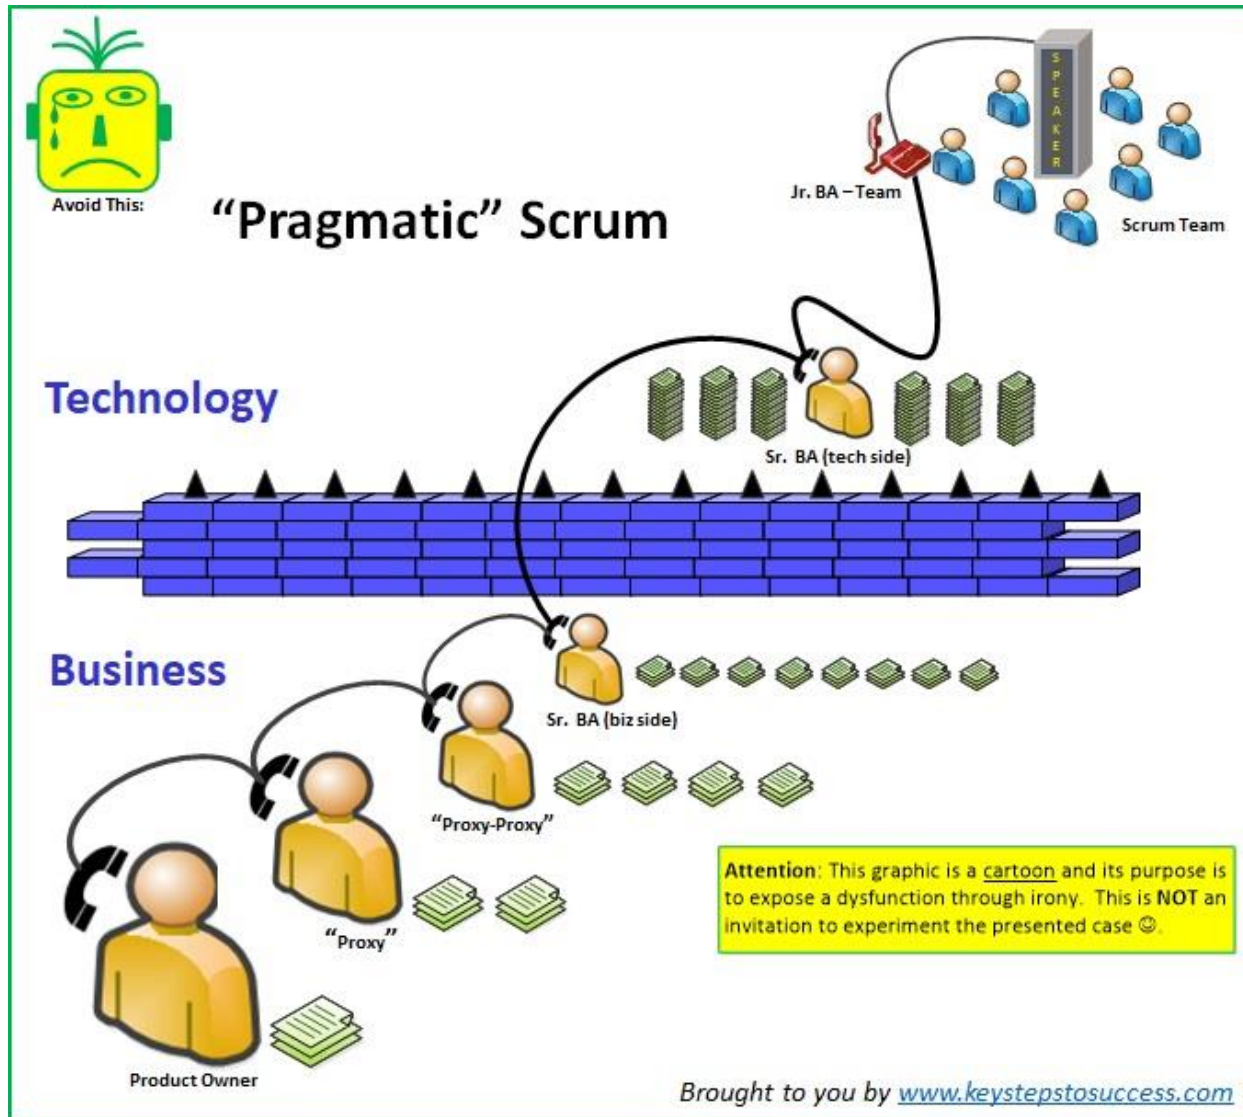 Avoid This:
“Pragmatic” Scrum
SPEAKER
Jr. BA – Team
Scrum Team
Technology
Sr. BA (tech side)
Business
Sr. BA (biz side)
“Proxy-Proxy”
“Proxy”
Product Owner
Attention: This graphic is a cartoon and its purpose is
to expose a dysfunction through irony. This is NOT an
invitation to experiment the presented case ☺.
Brought to you by www.keystepstosuccess.com